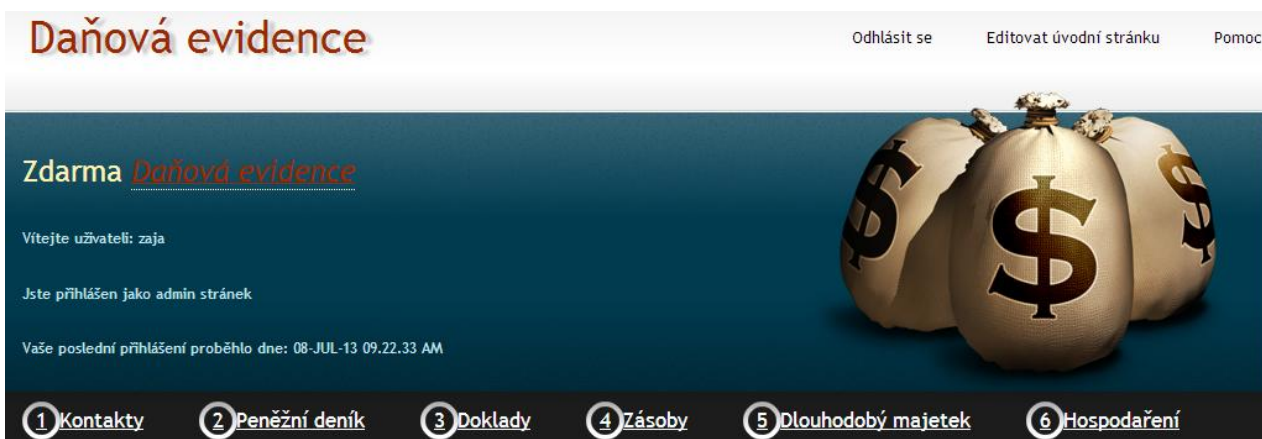 Daňová evidence
Odhlásit se Editovat úvodní stránku Pomoc
Zdarma Daňová evidence
Vítejte uživateli: zaja
Jste přihlášen jako admin stránek
Vaše poslední přihlášení proběhlo dne: 08-JUL-13 09.22.33 AM
$ $ $
1 Kontakty 2 Peněžní deník 3 Doklady 4 Zásoby 5 Dlouhodobý majetek 6 Hospodaření